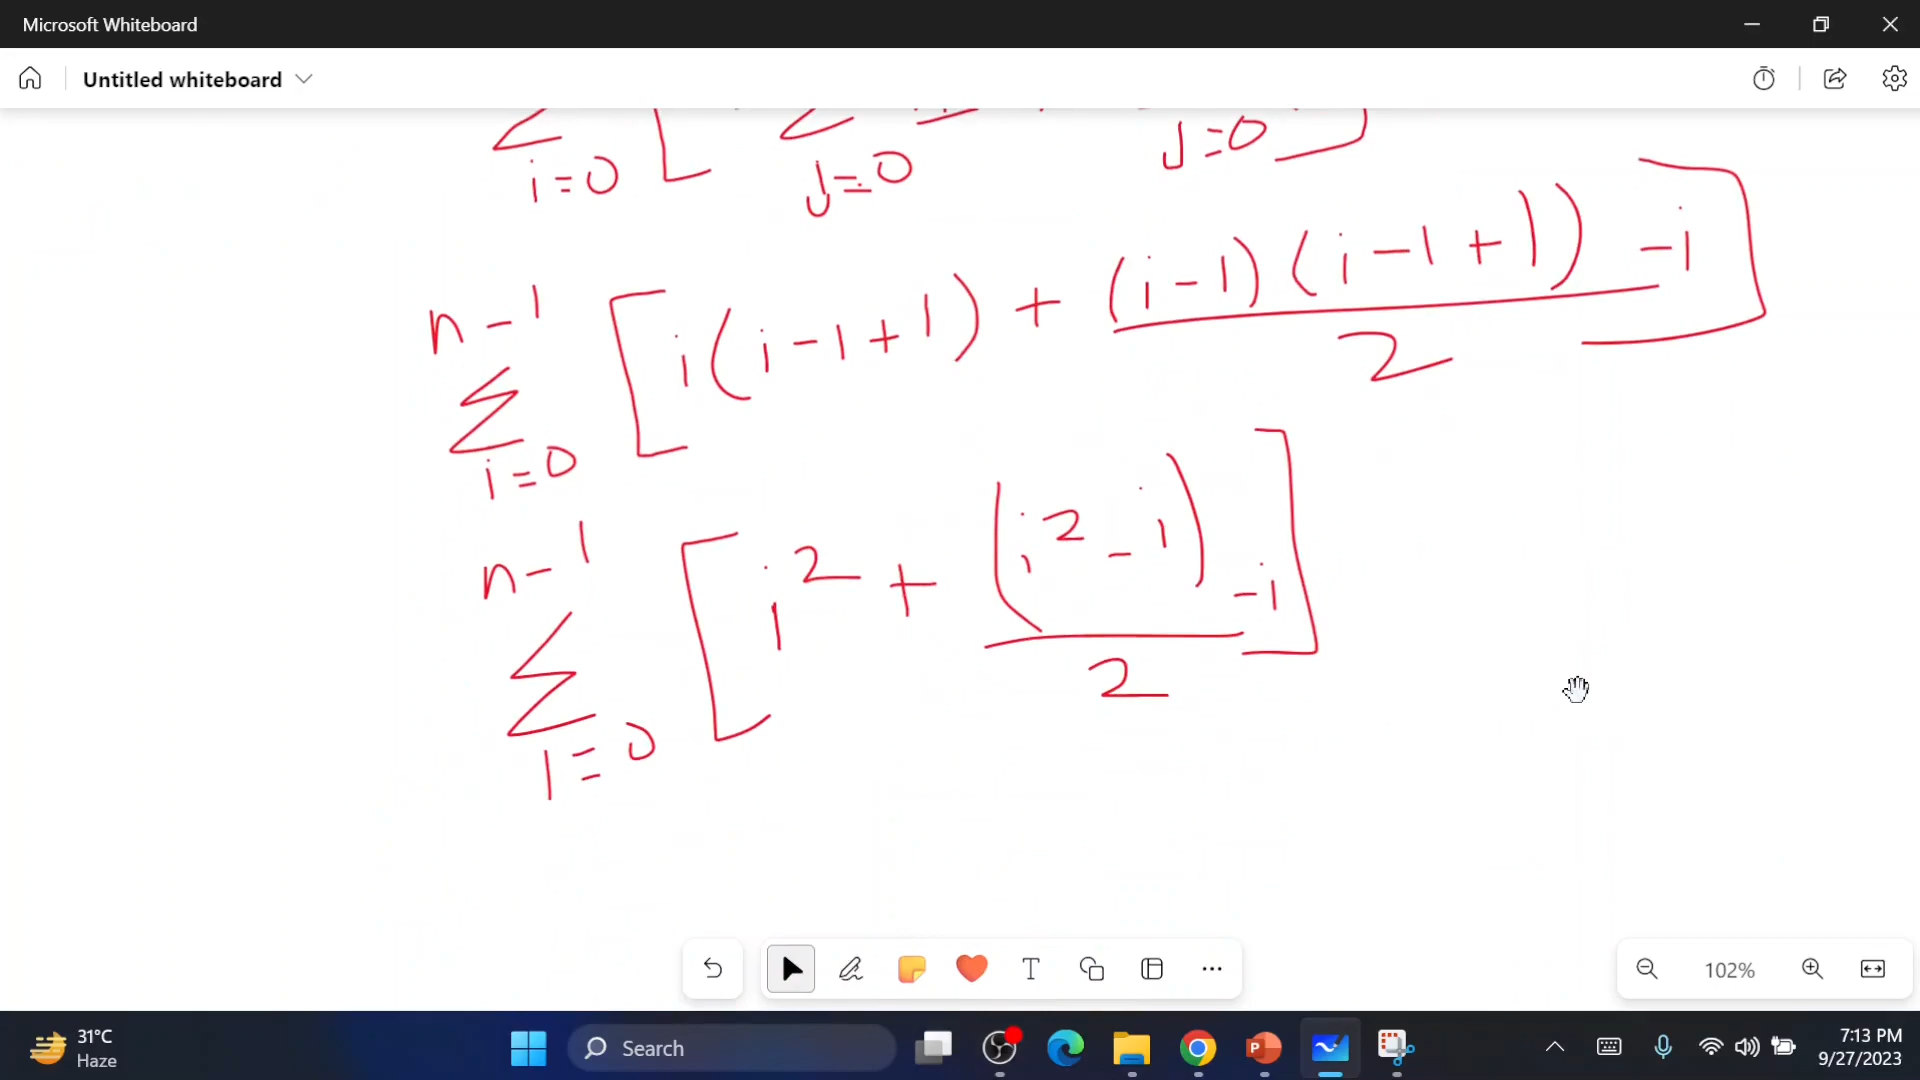 Microsoft Whiteboard
Untitled whiteboard
i=0 j=0 j=0
n-1 ∑ i=0 [ i(i-1+1) + (i-1)(i-1+1)/2 - i ]
n-1 ∑ i=0 [ i² + (i²-i)/2 - i ]
102%
31°C
Haze
Search
7:13 PM
9/27/2023